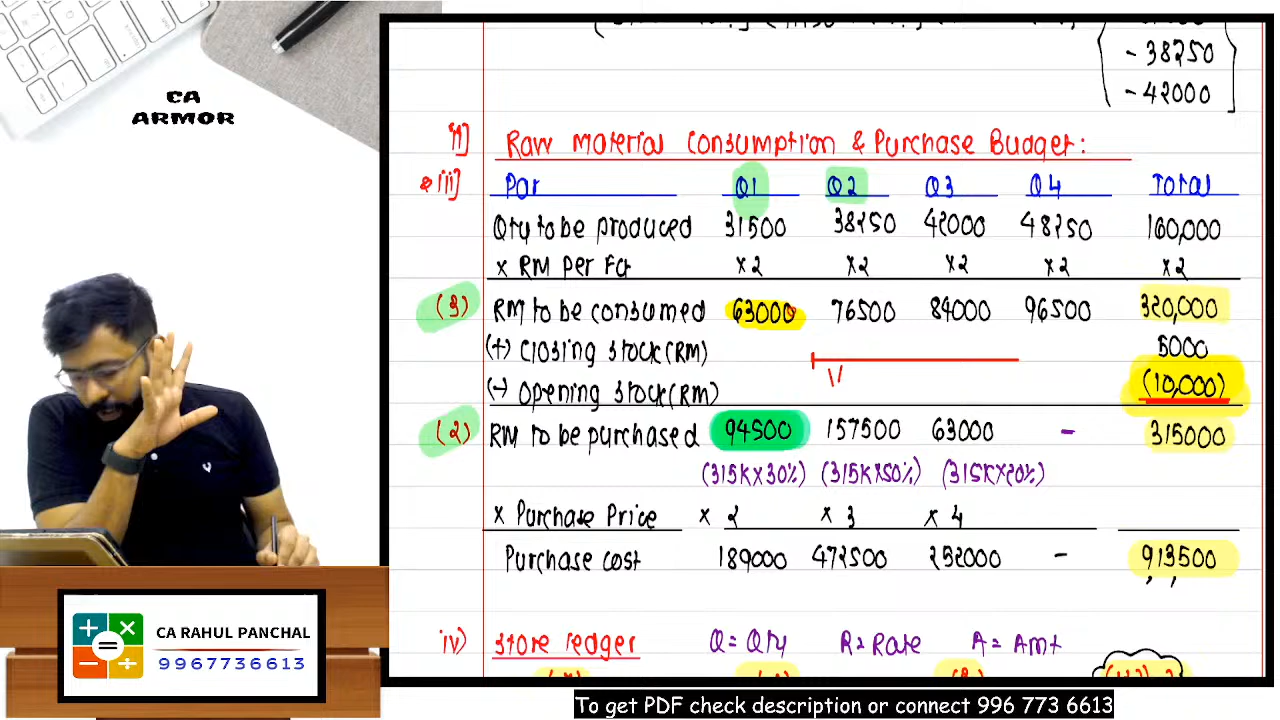 CA
ARMOR
- 38250
- 42000
ii] Raw Material Consumption & Purchase Budget:
* iii] Par Q1 Q2 Q3 Q4 Total
Qty to be produced 31500 38250 42000 48250 160,000
x RM Per FG x2 x2 x2 x2 x2
(3) RM to be consumed 63000 76500 84000 96500 320,000
(+) Closing stock (RM) 5000
(-) Opening stock (RM) (10,000)
(2) RM to be purchased 94500 157500 63000 - 315000
(315K x 30%) (315K x 50%) (315K x 20%)
x Purchase Price x 2 x 3 x 4
Purchase cost 189000 472500 252000 - 913500
iv) Store ledger Q = Qty R = Rate A = Amt
CA RAHUL PANCHAL
9967736613
To get PDF check description or connect 996 773 6613